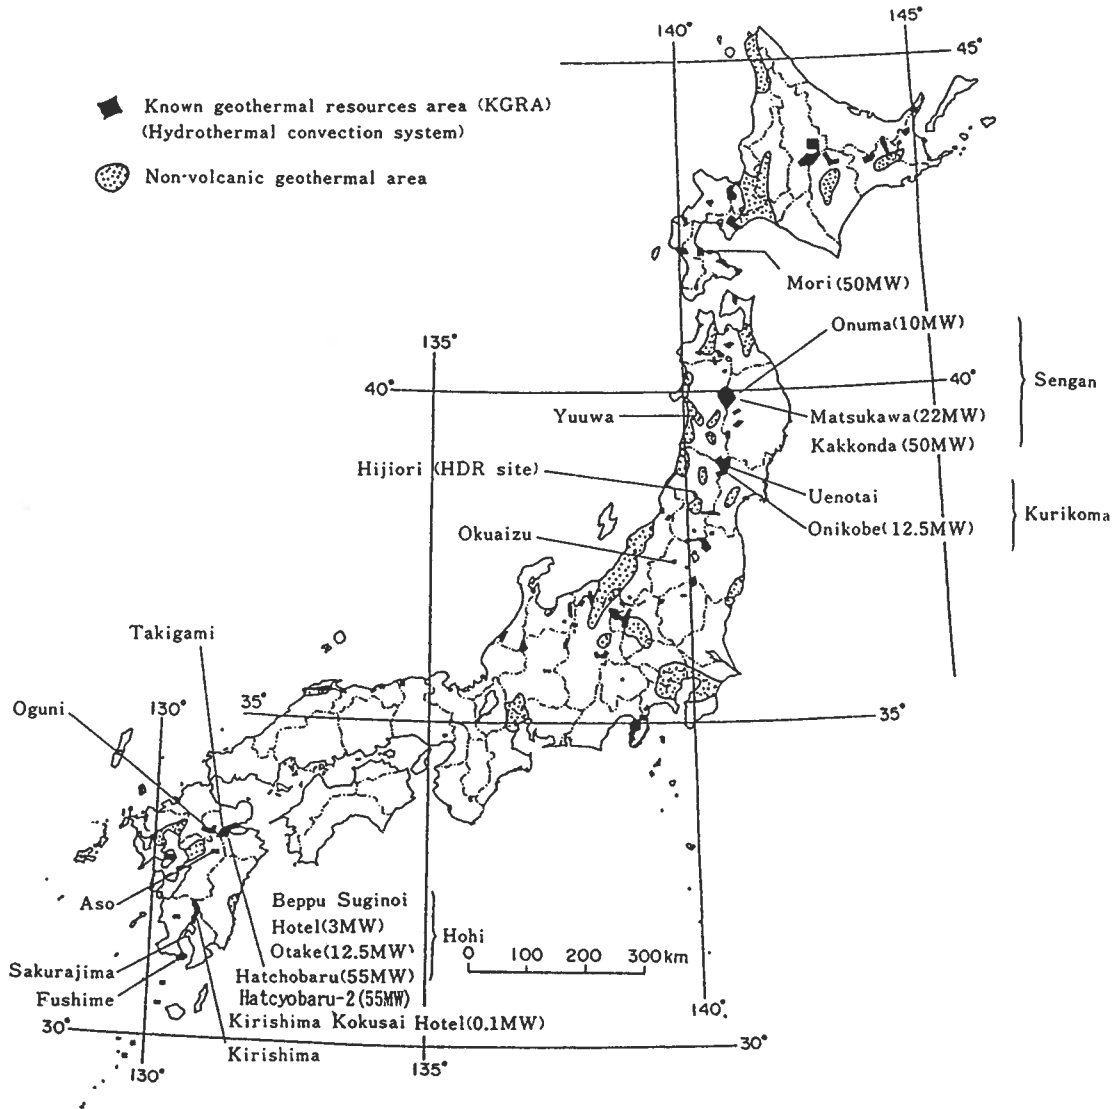 140°
145°
45°
Known geothermal resources area (KGRA)
(Hydrothermal convection system)
Non-volcanic geothermal area
Mori (50MW)
Onuma(10MW)
135°
40°
40°
Sengan
Yuuwa
Matsukawa(22MW)
Kakkonda (50MW)
Hijiori (HDR site)
Uenotai
Kurikoma
Onikobe(12.5MW)
Okuaizu
Takigami
Oguni
130°
35°
35°
Aso
Beppu Suginoi
Hotel(3MW)
Otake(12.5MW)
Hohi
0 100 200 300km
Sakurajima
Hatchobaru(55MW)
Fushime
Hatcyobaru-2(55MW)
140°
Kirishima Kokusai Hotel(0.1MW)
30°
30°
Kirishima
130°
135°